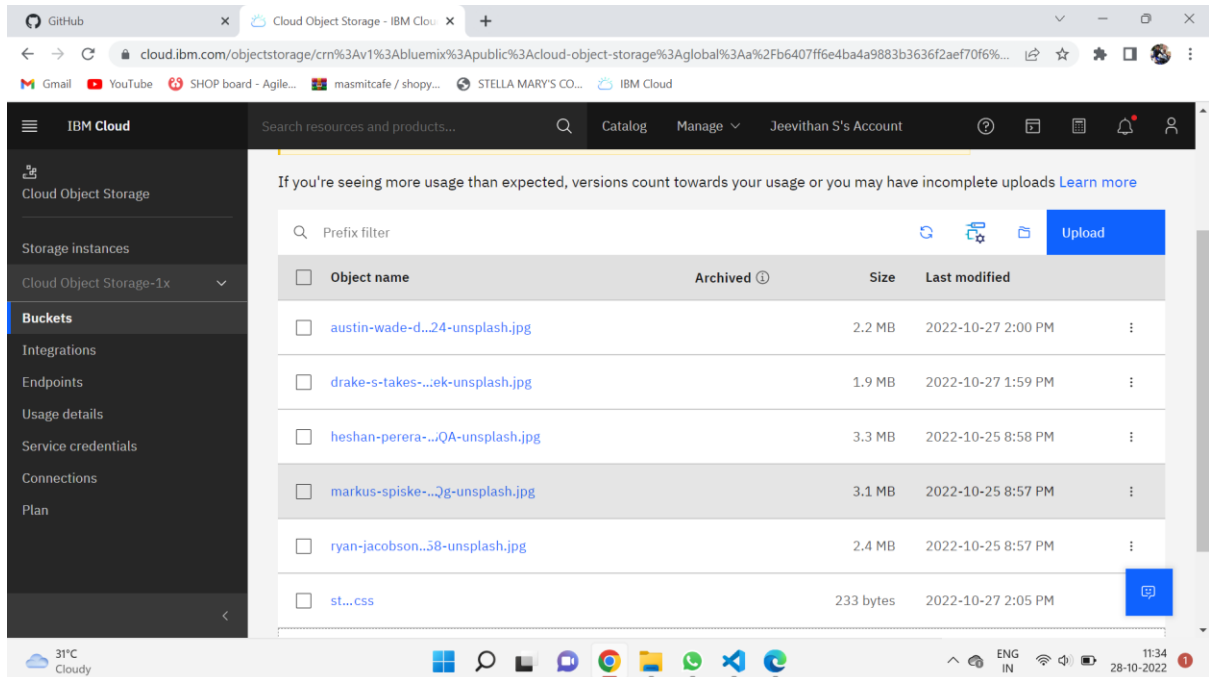 GitHub
Cloud Object Storage - IBM Clou
cloud.ibm.com/objectstorage/crn%3Av1%3Abluemix%3Apublic%3Acloud-object-storage%3Aglobal%3Aa%2Fb6407ff6e4ba4a9883b3636f2aef70f6%...
Gmail YouTube SHOP board - Agile... masmitcafe / shopy... STELLA MARY'S CO... IBM Cloud
IBM Cloud Search resources and products... Catalog Manage Jeevithan S's Account
Cloud Object Storage
Storage instances
Cloud Object Storage-1x
Buckets
Integrations
Endpoints
Usage details
Service credentials
Connections
Plan
If you're seeing more usage than expected, versions count towards your usage or you may have incomplete uploads Learn more
Prefix filter Upload
Object name Archived Size Last modified
austin-wade-d...24-unsplash.jpg 2.2 MB 2022-10-27 2:00 PM
drake-s-takes-...ek-unsplash.jpg 1.9 MB 2022-10-27 1:59 PM
heshan-perera-...QA-unsplash.jpg 3.3 MB 2022-10-25 8:58 PM
markus-spiske-...Qg-unsplash.jpg 3.1 MB 2022-10-25 8:57 PM
ryan-jacobson...58-unsplash.jpg 2.4 MB 2022-10-25 8:57 PM
st...css 233 bytes 2022-10-27 2:05 PM
31°C
Cloudy
ENG
IN
11:34
28-10-2022
1